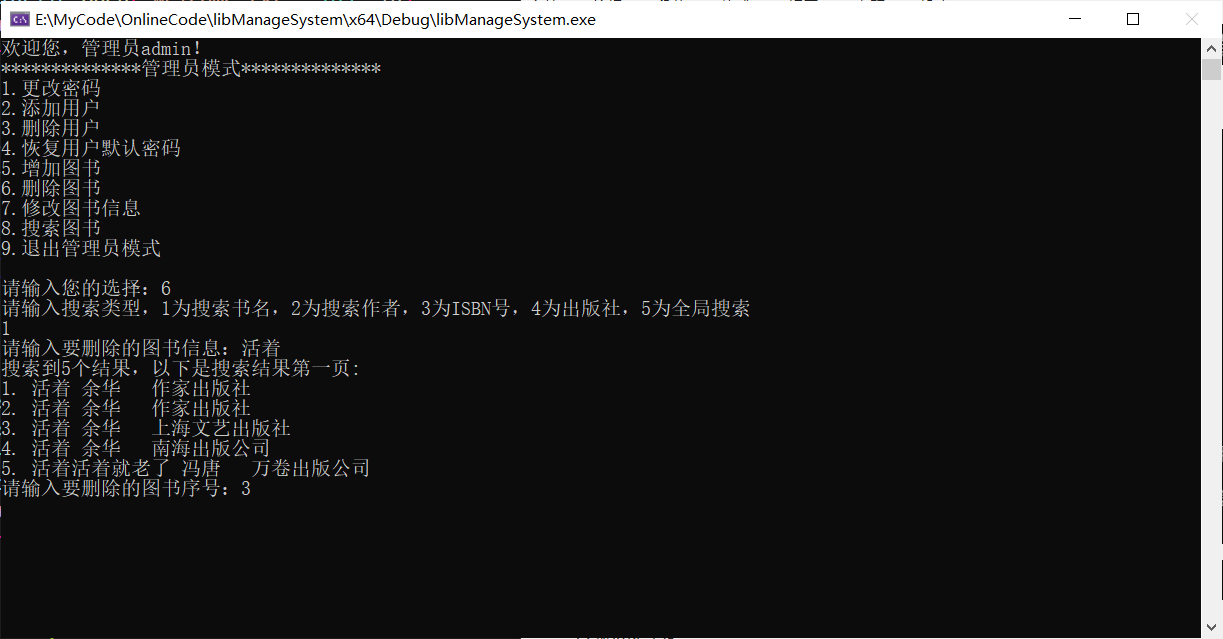 E:\MyCode\OnlineCode\libManageSystem\x64\Debug\libManageSystem.exe
欢迎您，管理员admin!
**************管理员模式**************
1.更改密码
2.添加用户
3.删除用户
4.恢复用户默认密码
5.增加图书
6.删除图书
7.修改图书信息
8.搜索图书
9.退出管理员模式
请输入您的选择：6
请输入搜索类型，1为搜索书名，2为搜索作者，3为ISBN号，4为出版社，5为全局搜索
1
请输入要删除的图书信息：活着
搜索到5个结果，以下是搜索结果第一页:
1. 活着 余华   作家出版社
2. 活着 余华   作家出版社
3. 活着 余华   上海文艺出版社
4. 活着 余华   南海出版公司
5. 活着活着就老了 冯唐   万卷出版公司
请输入要删除的图书序号：3